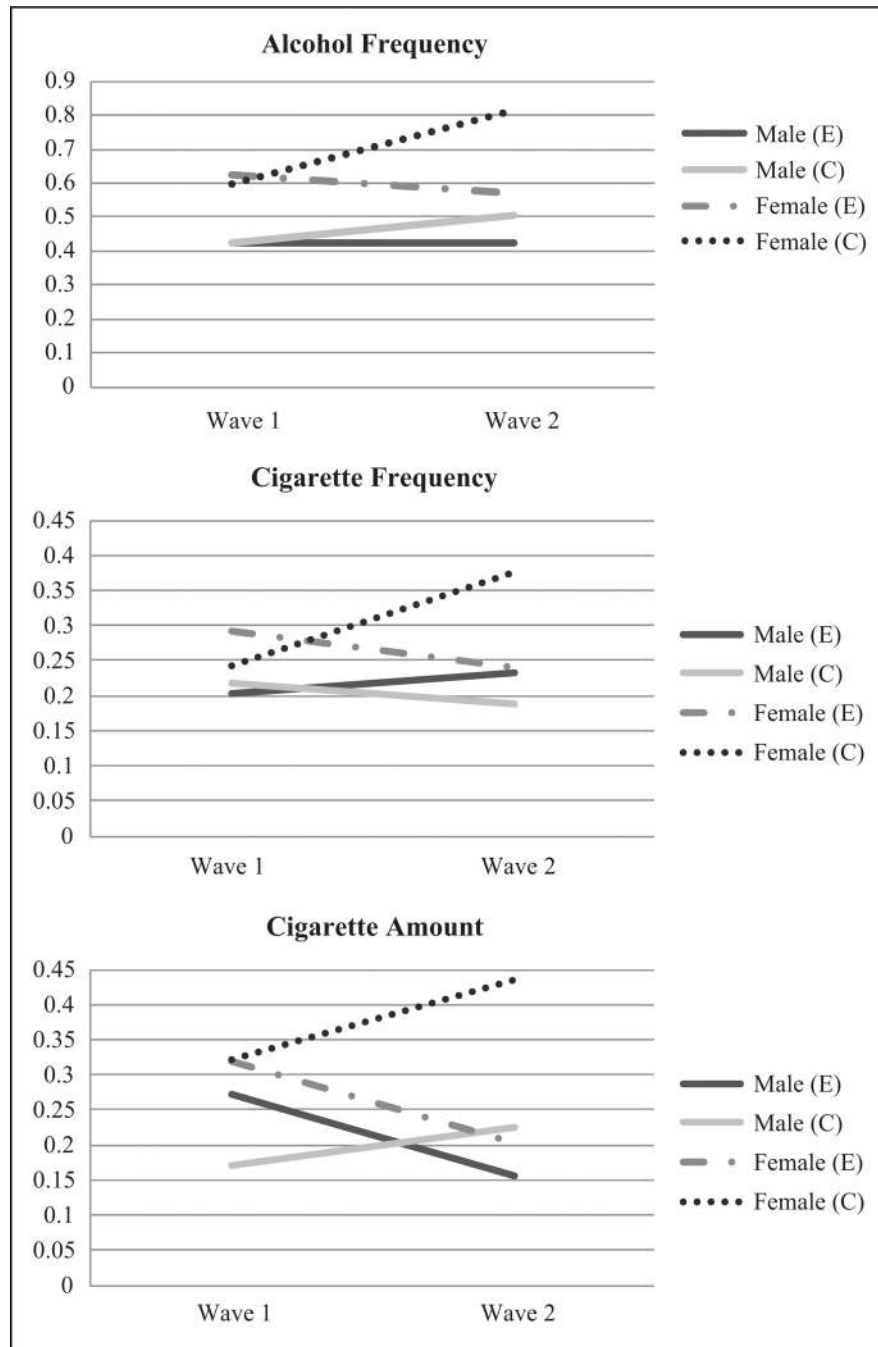 Alcohol Frequency
0.9
0.8
0.7
0.6
0.5
0.4
0.3
0.2
0.1
0
Wave 1 Wave 2
Male (E)
Male (C)
Female (E)
Female (C)
Cigarette Frequency
0.45
0.4
0.35
0.3
0.25
0.2
0.15
0.1
0.05
0
Wave 1 Wave 2
Male (E)
Male (C)
Female (E)
Female (C)
Cigarette Amount
0.45
0.4
0.35
0.3
0.25
0.2
0.15
0.1
0.05
0
Wave 1 Wave 2
Male (E)
Male (C)
Female (E)
Female (C)